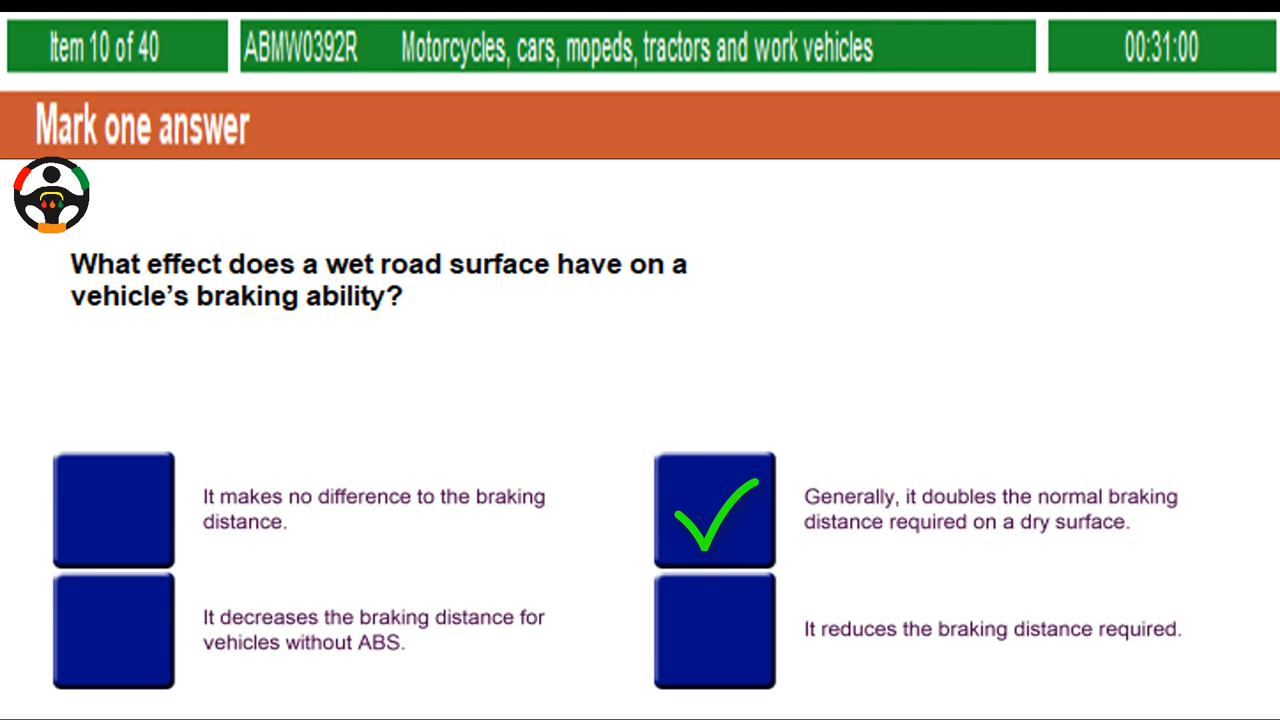 Item 10 of 40
ABMW0392R
Motorcycles, cars, mopeds, tractors and work vehicles
00:31:00
Mark one answer
What effect does a wet road surface have on a
vehicle's braking ability?
It makes no difference to the braking
distance.
Generally, it doubles the normal braking
distance required on a dry surface.
It decreases the braking distance for
vehicles without ABS.
It reduces the braking distance required.